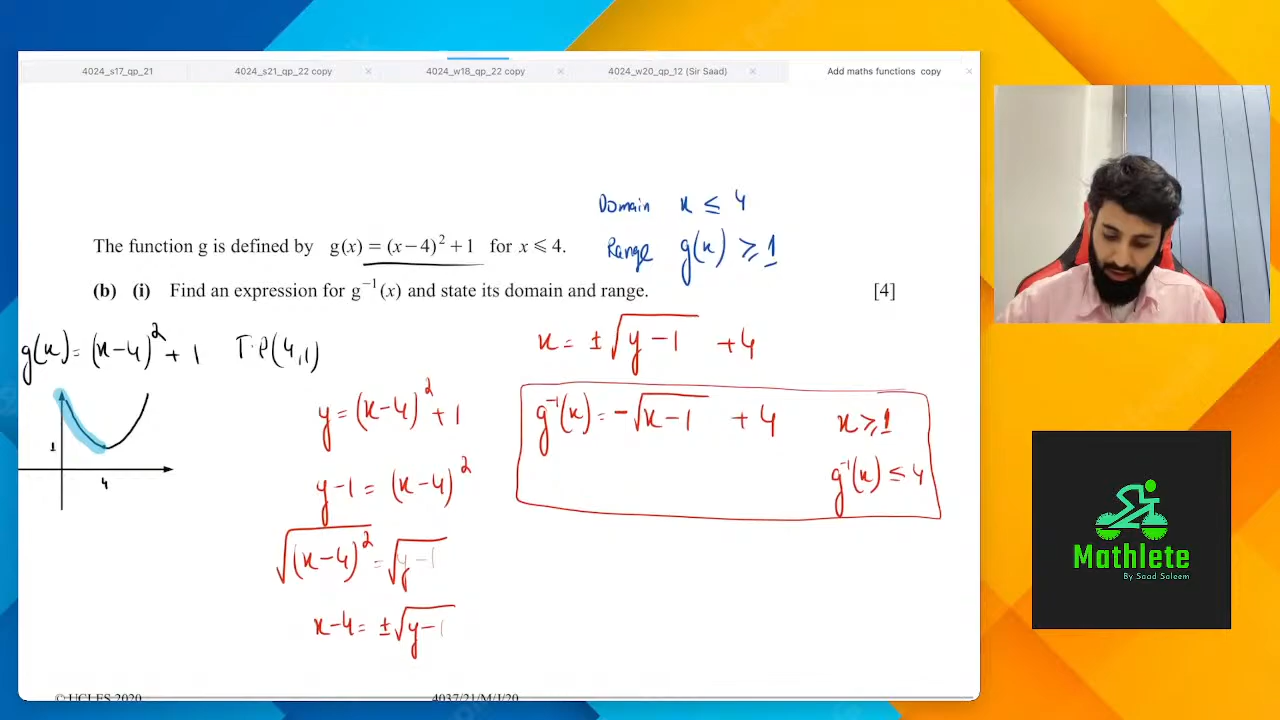 4024_s17_qp_21
4024_s21_qp_22 copy
4024_w18_qp_22 copy
4024_w20_qp_12 (Sir Saad)
Add maths functions copy
Domain x ≤ 4
The function g is defined by g(x) = (x−4)² + 1 for x ⩽ 4.
Range g(x) ≥ 1
(b) (i) Find an expression for g⁻¹(x) and state its domain and range. [4]
g(x) = (x−4)² + 1 T.P(4,1)
1
4
y = (x−4)² + 1
y−1 = (x−4)²
√(x−4)² = √y−1
x−4 = ±√y−1
x = ±√y−1 + 4
g⁻¹(x) = −√x−1 + 4 x ≥ 1
g⁻¹(x) ≤ 4
Mathlete
By Saad Saleem
© UCLES 2020
4037/21/M/J/20